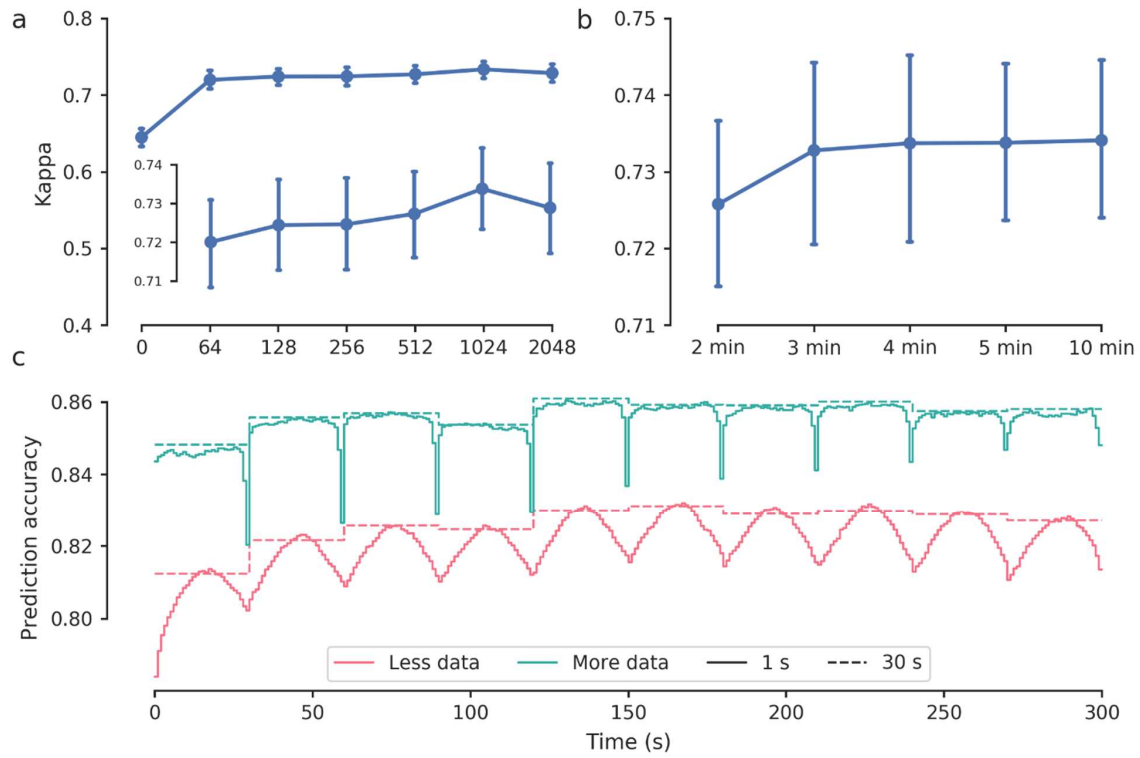 a
0.8
0.7
0.6
0.5
0.4
Kappa
0.74
0.73
0.72
0.71
0 64 128 256 512 1024 2048
b
0.75
0.74
0.73
0.72
0.71
2 min 3 min 4 min 5 min 10 min
c
0.86
0.84
0.82
0.80
Prediction accuracy
Less data More data 1 s 30 s
0 50 100 150 200 250 300
Time (s)